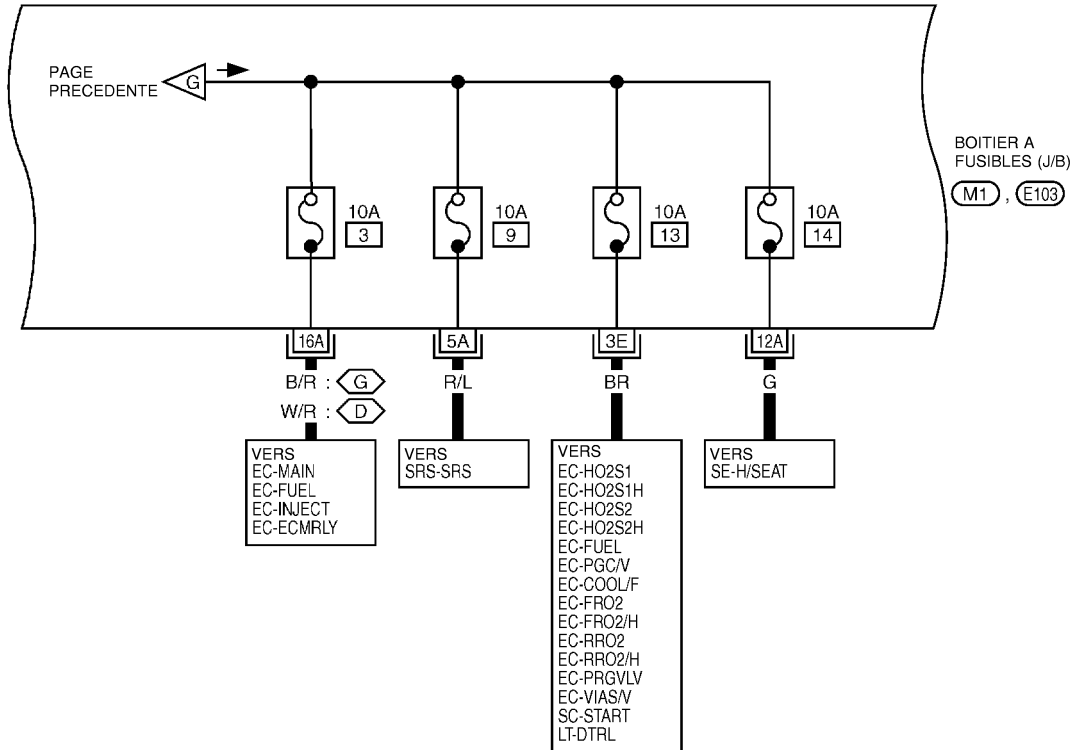 PAGE
PRECEDENTE
G
BOITIER A
FUSIBLES (J/B)
M1 , E103
10A
3
10A
9
10A
13
10A
14
16A
5A
3E
12A
B/R : G
W/R : D
R/L
BR
G
VERS
EC-MAIN
EC-FUEL
EC-INJECT
EC-ECMRLY
VERS
SRS-SRS
VERS
EC-HO2S1
EC-HO2S1H
EC-HO2S2
EC-HO2S2H
EC-FUEL
EC-PGC/V
EC-COOL/F
EC-FRO2
EC-FRO2/H
EC-RRO2
EC-RRO2/H
EC-PRGVLV
EC-VIAS/V
SC-START
LT-DTRL
VERS
SE-H/SEAT